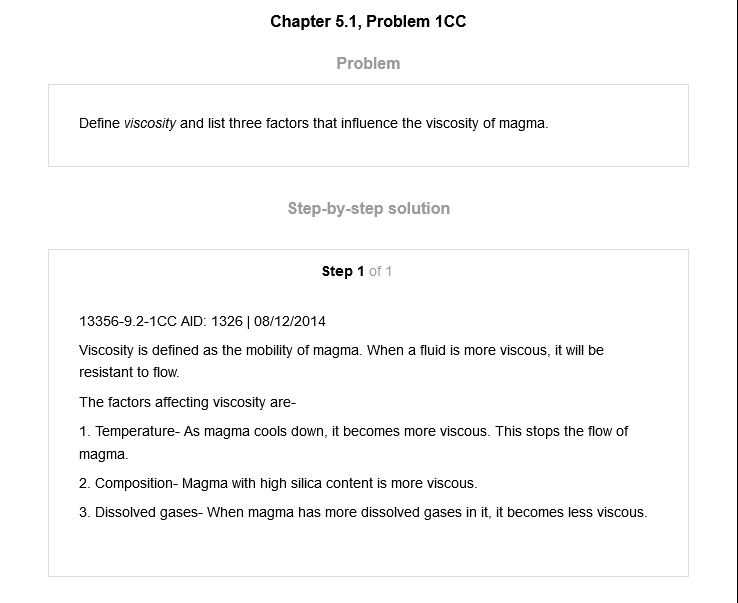 Chapter 5.1, Problem 1CC
Problem
Define viscosity and list three factors that influence the viscosity of magma.
Step-by-step solution
Step 1 of 1
13356-9.2-1CC AID: 1326 | 08/12/2014
Viscosity is defined as the mobility of magma. When a fluid is more viscous, it will be
resistant to flow.
The factors affecting viscosity are-
1. Temperature- As magma cools down, it becomes more viscous. This stops the flow of
magma.
2. Composition- Magma with high silica content is more viscous.
3. Dissolved gases- When magma has more dissolved gases in it, it becomes less viscous.